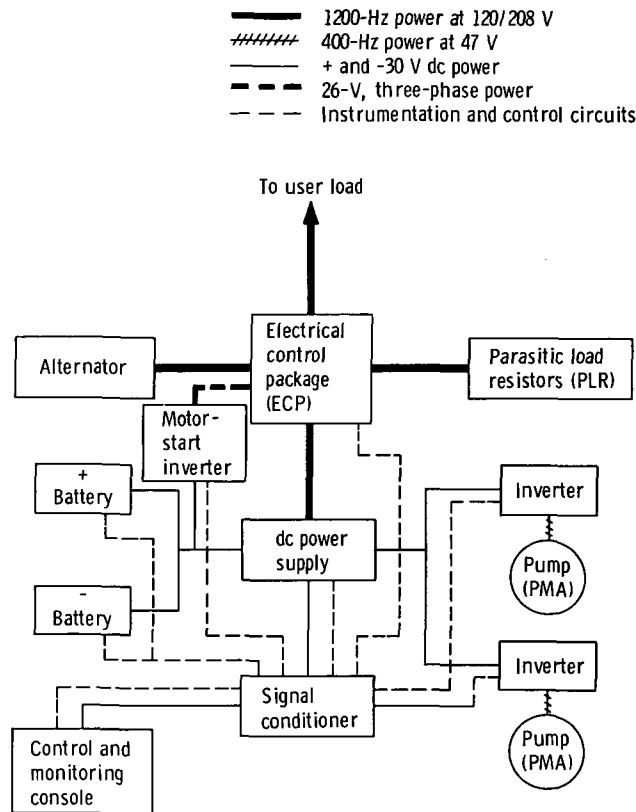 1200-Hz power at 120/208 V
400-Hz power at 47 V
+ and -30 V dc power
26-V, three-phase power
Instrumentation and control circuits
To user load
Alternator
Electrical
control
package
(ECP)
Parasitic load
resistors (PLR)
Motor-
start
inverter
+
Battery
-
Battery
dc power
supply
Inverter
Pump
(PMA)
Inverter
Pump
(PMA)
Signal
conditioner
Control and
monitoring
console